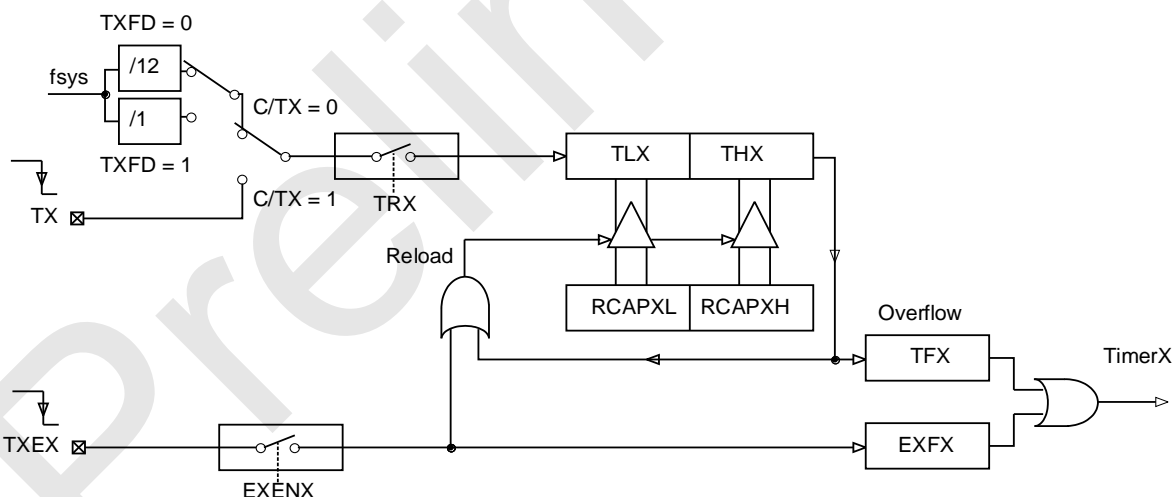 TXFD = 0
/12
fsys
/1
TXFD = 1
C/TX = 0
C/TX = 1
TX
TRX
TLX THX
Reload
RCAPXL RCAPXH
Overflow
TFX
TimerX
TXEX
EXENX
EXFX
Prelim